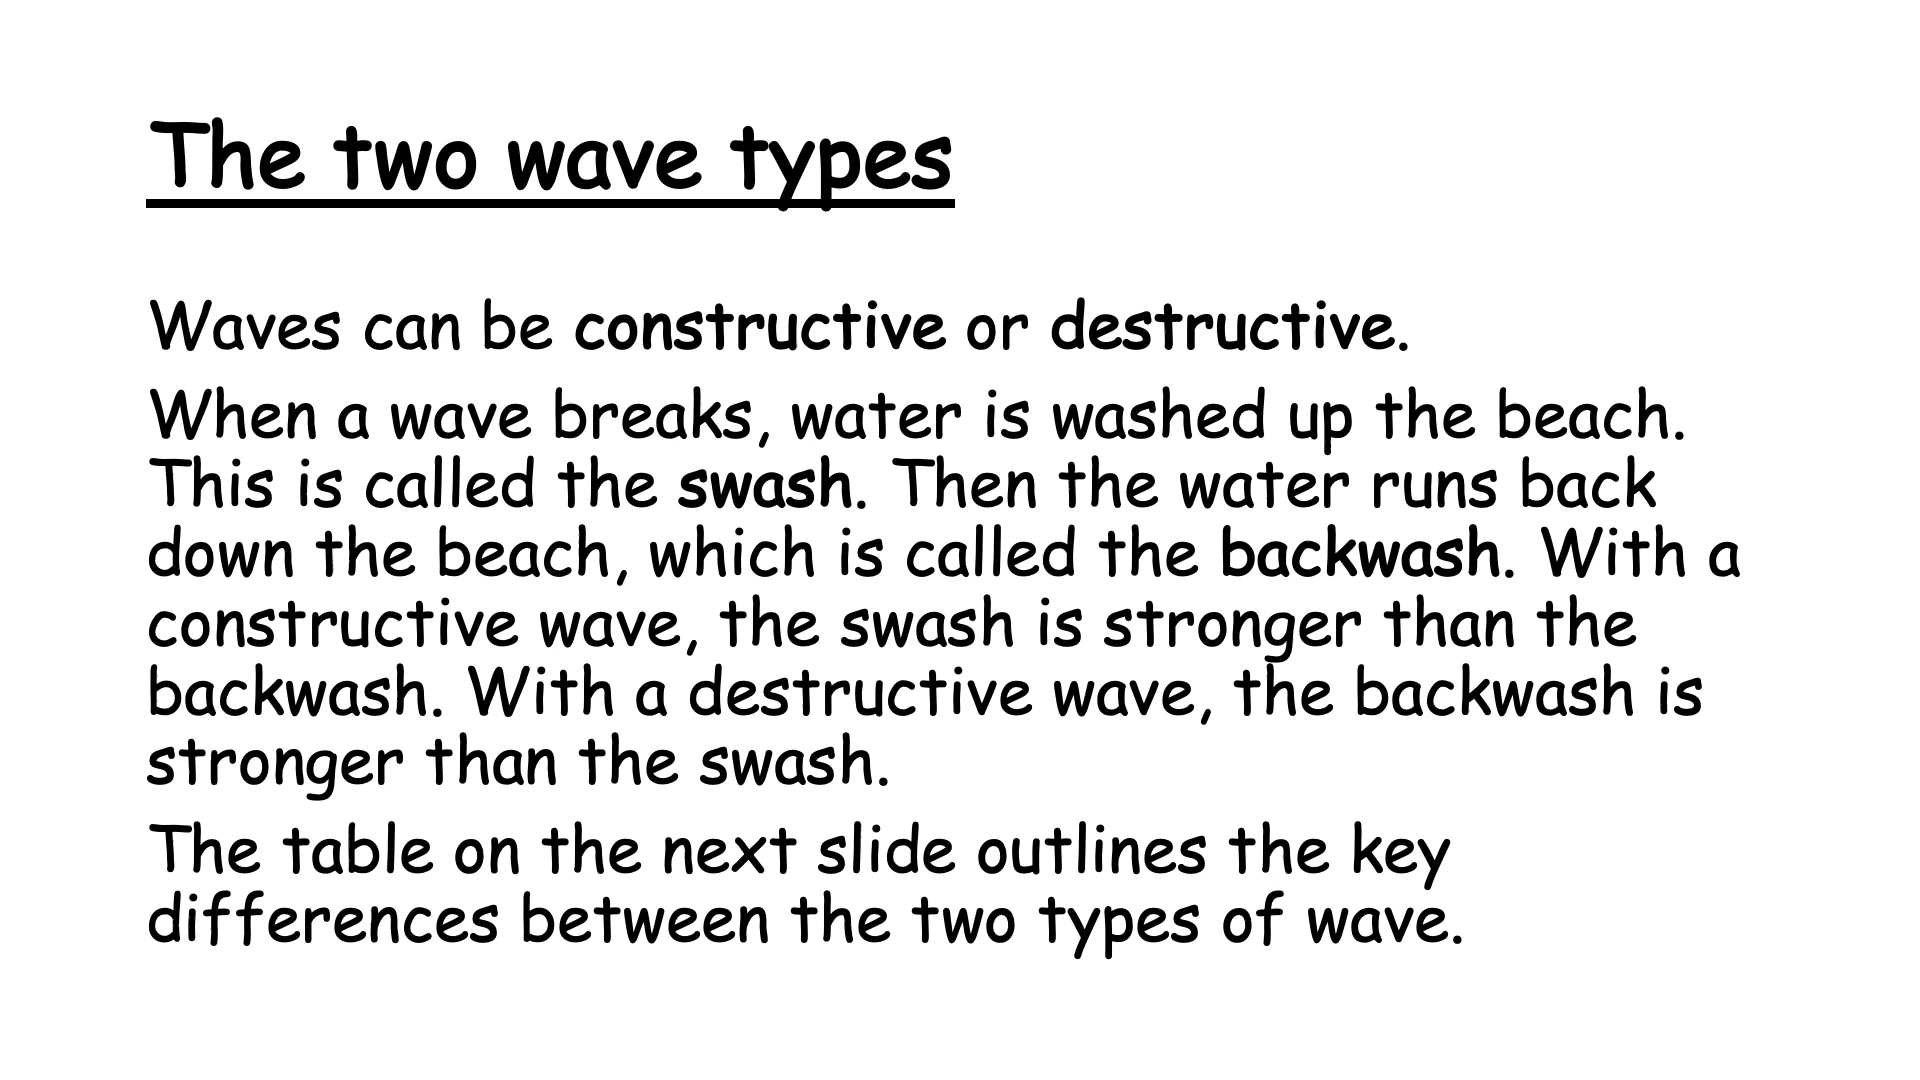 The two wave types
Waves can be constructive or destructive.
When a wave breaks, water is washed up the beach.
This is called the swash. Then the water runs back
down the beach, which is called the backwash. With a
constructive wave, the swash is stronger than the
backwash. With a destructive wave, the backwash is
stronger than the swash.
The table on the next slide outlines the key
differences between the two types of wave.